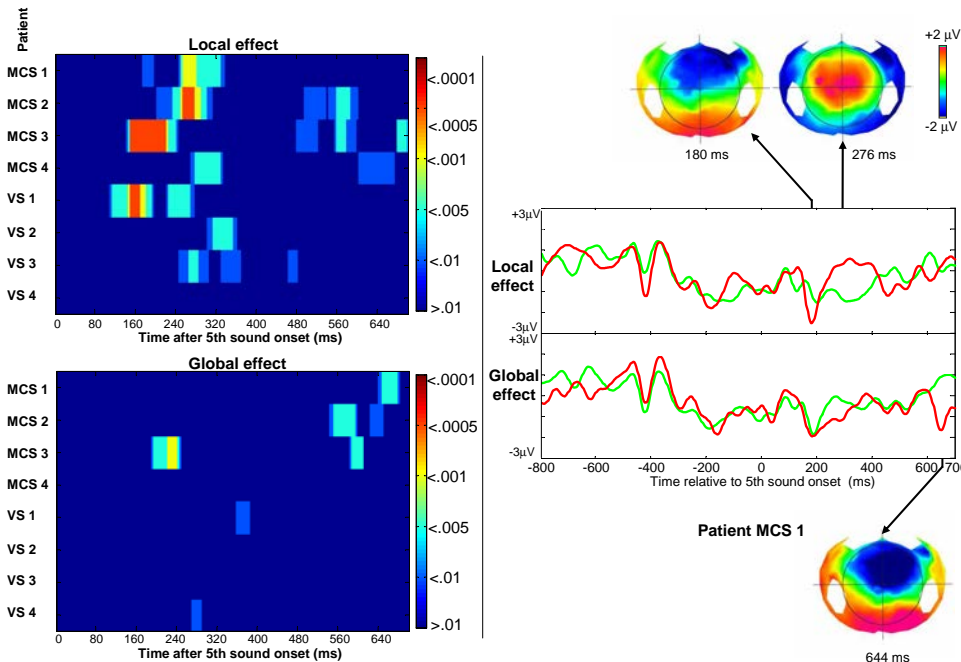 Patient
Local effect
MCS 1
MCS 2
MCS 3
MCS 4
VS 1
VS 2
VS 3
VS 4
0 80 160 240 320 400 480 560 640
Time after 5th sound onset (ms)
<.0001
<.0005
<.001
<.005
<.01
>.01
Global effect
MCS 1
MCS 2
MCS 3
MCS 4
VS 1
VS 2
VS 3
VS 4
0 80 160 240 320 400 480 560 640
Time after 5th sound onset (ms)
<.0001
<.0005
<.001
<.005
<.01
>.01
+2 µV
-2 µV
180 ms
276 ms
+3µV
Local
effect
-3µV
+3µV
Global
effect
-3µV
-800 -600 -400 -200 0 200 400 600 700
Time relative to 5th sound onset (ms)
Patient MCS 1
644 ms